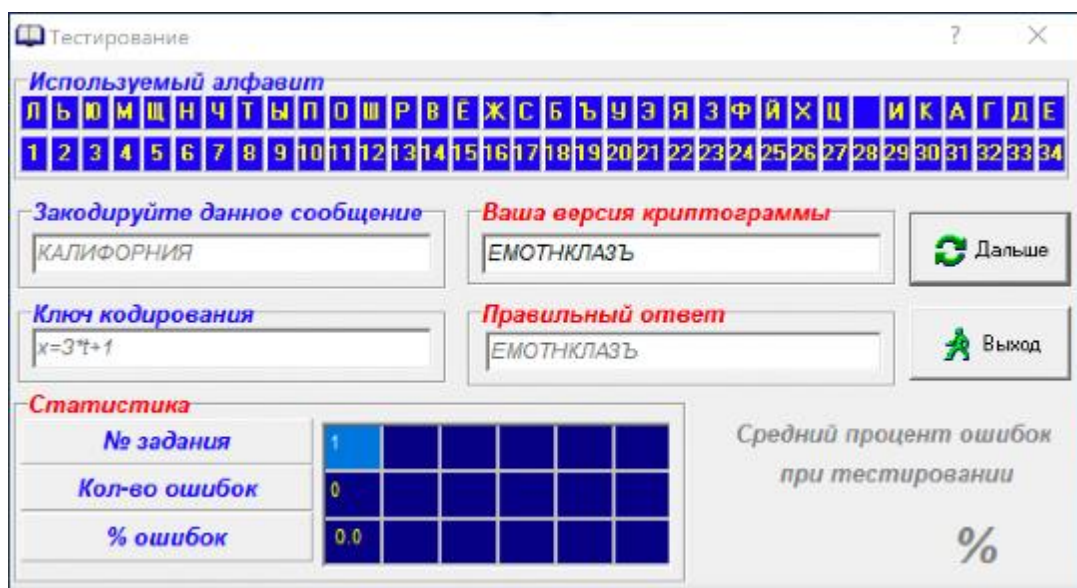 Тестирование ?
Используемый алфавит
Л Ь Ю М Щ Н Ч Т Ы П О Ш Р В Ё Ж С Б Ъ У Э Я З Ф Й Х Ц И К А Г Д Е
1 2 3 4 5 6 7 8 9 10 11 12 13 14 15 16 17 18 19 20 21 22 23 24 25 26 27 28 29 30 31 32 33 34
Закодируйте данное сообщение
КАЛИФОРНИЯ
Ваша версия криптограммы
ЕМОТНКЛАЗЪ
Дальше
Ключ кодирования
x=3*t+1
Правильный ответ
ЕМОТНКЛАЗЪ
Выход
Статистика
№ задания 1
Кол-во ошибок 0
% ошибок 0.0
Средний процент ошибок
при тестировании
%